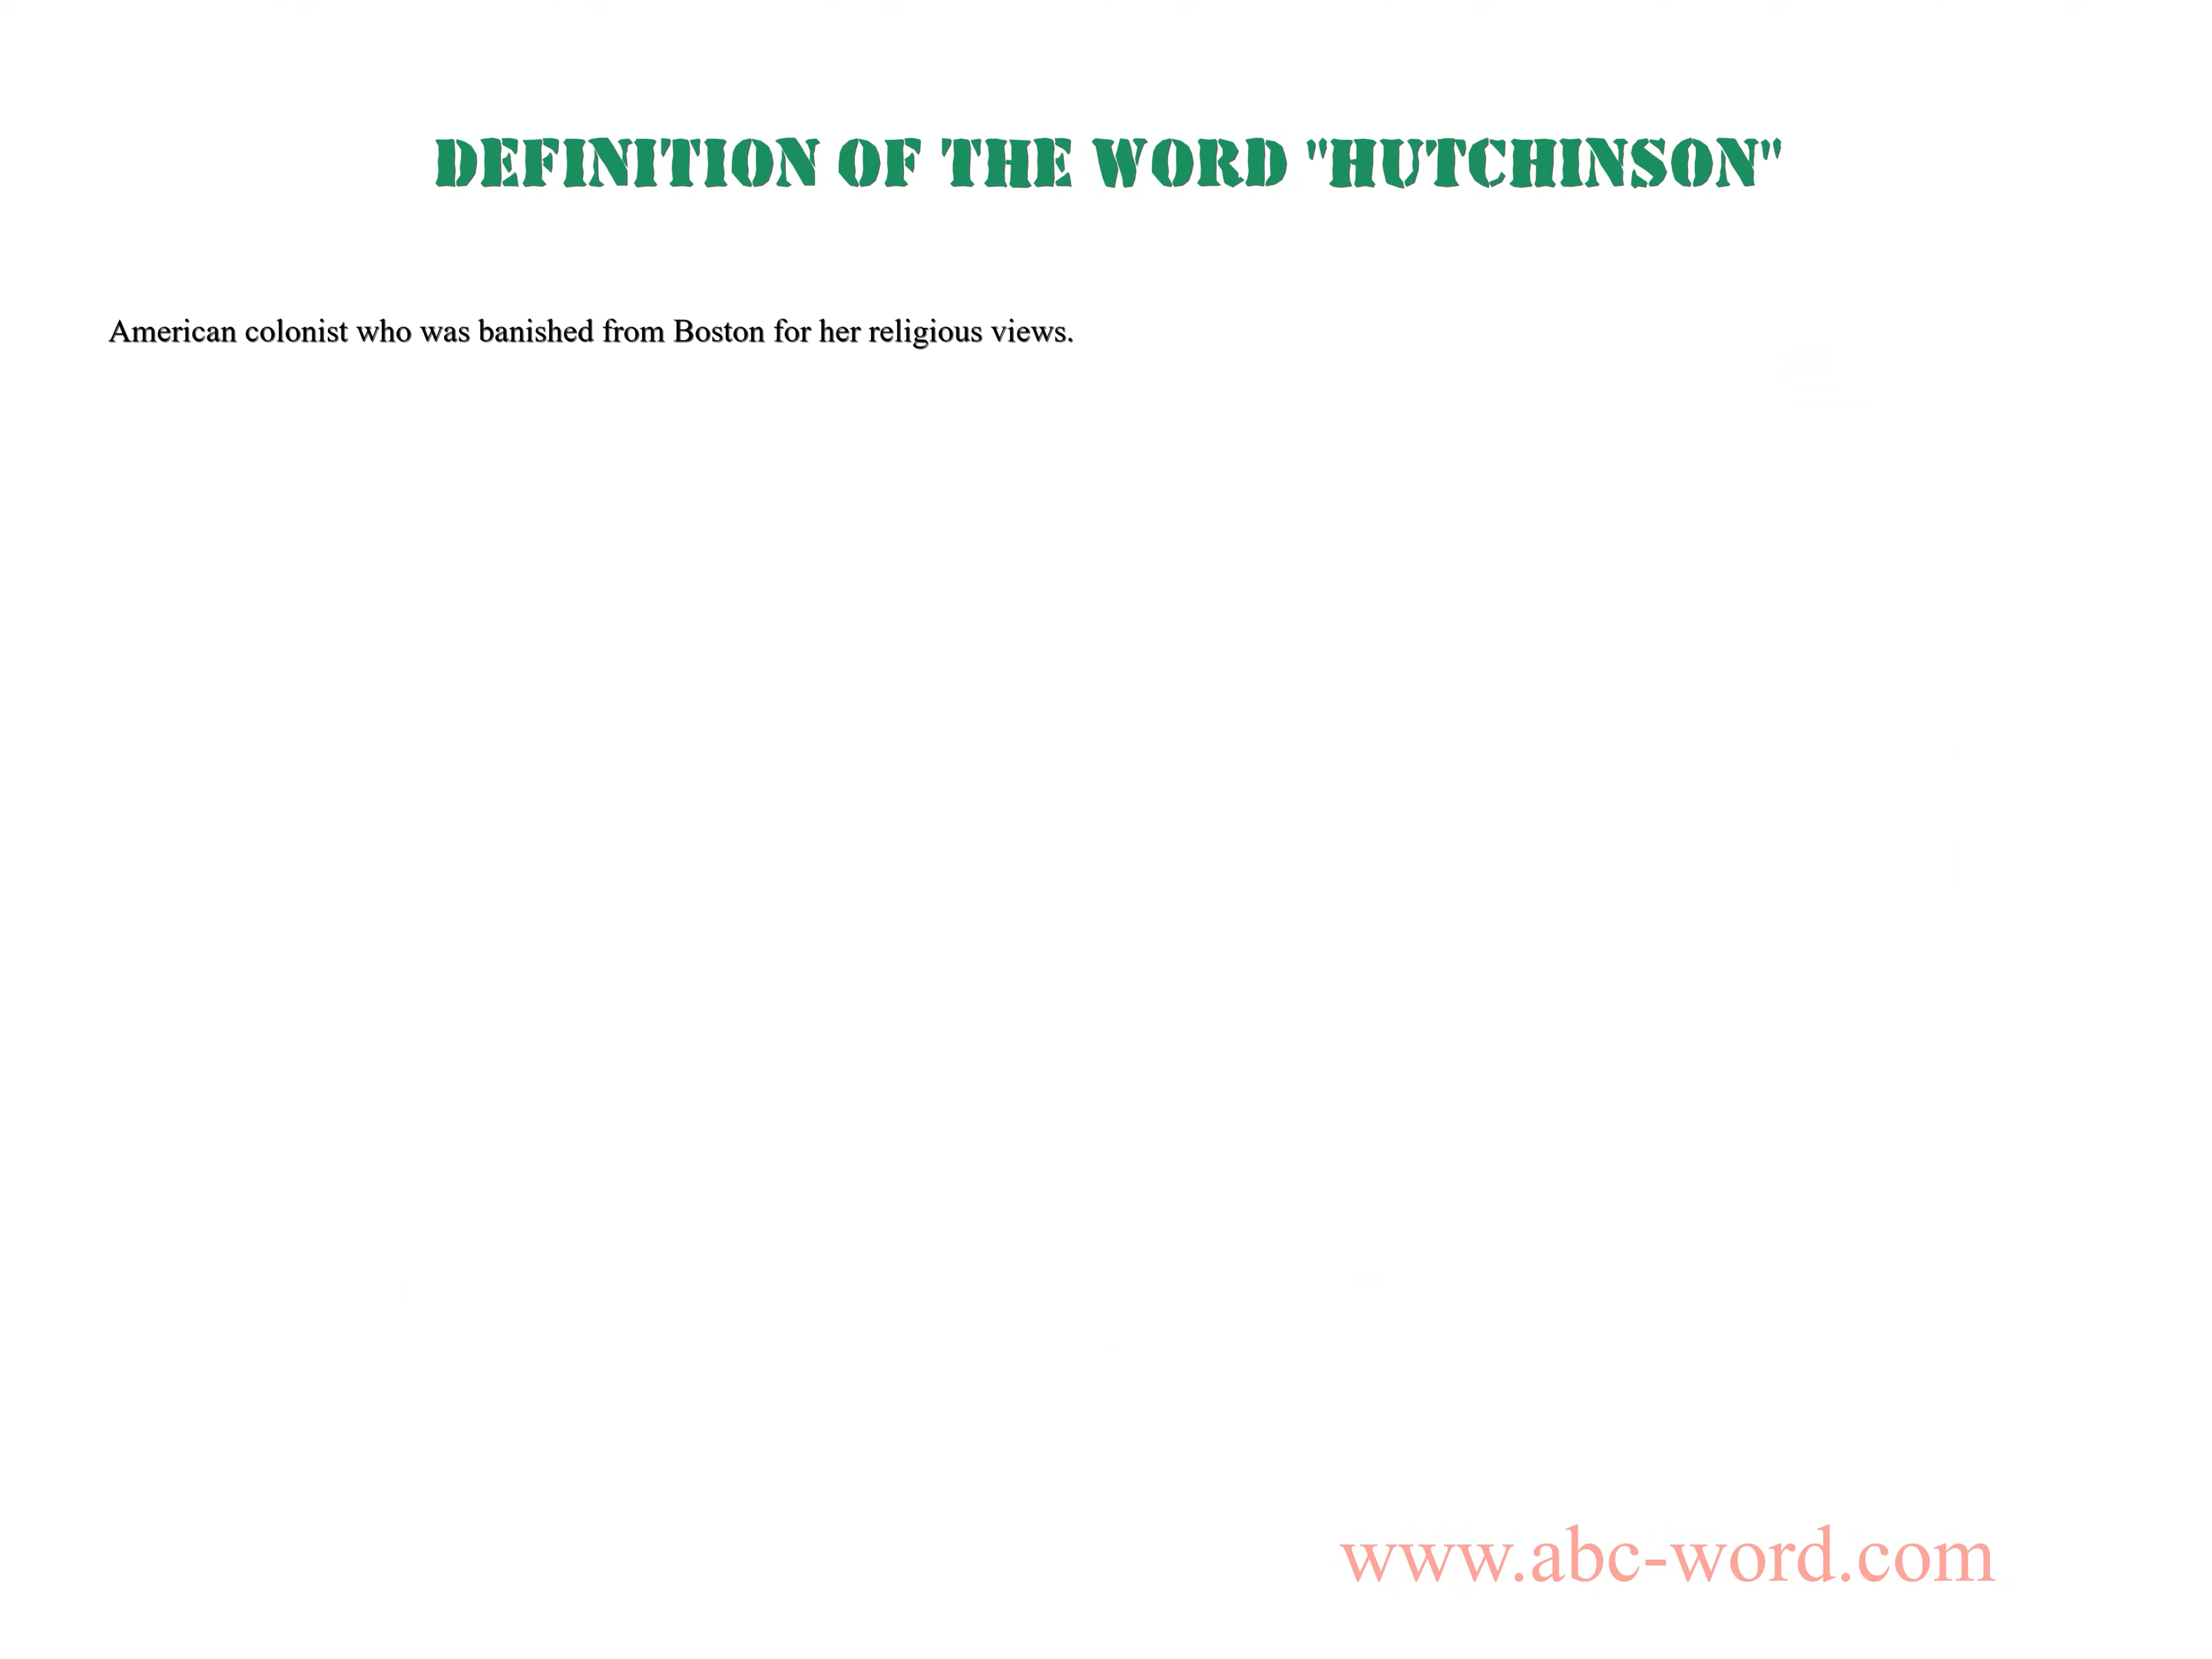 DEFINITION OF THE WORD "HUTCHINSON"
American colonist who was banished from Boston for her religious views.
www.abc-word.com